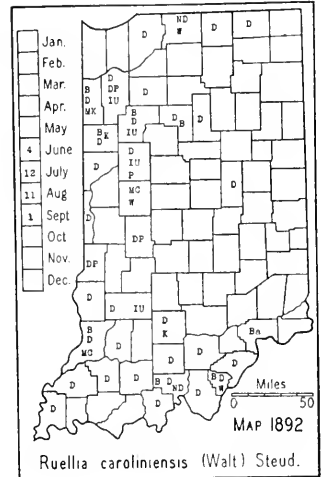 Jan.
Feb.
Mar.
Apr.
May
4 June
12 July
11 Aug
1 Sept
Oct
Nov.
Dec.
D
ND
W
D
D
B
D
MK
D
DP
IU
D
B
D
IU
D
B
D
B K
D
D
D
IU
P
MC
W
D
D
DP
DP
D
D
IU
B
D
MC
D
D
K
Ba
D
D
D
D
D
D
B
D
ND
B
D
W
D
D
D
Miles
0 50
MAP 1892
Ruellia caroliniensis (Walt) Steud.